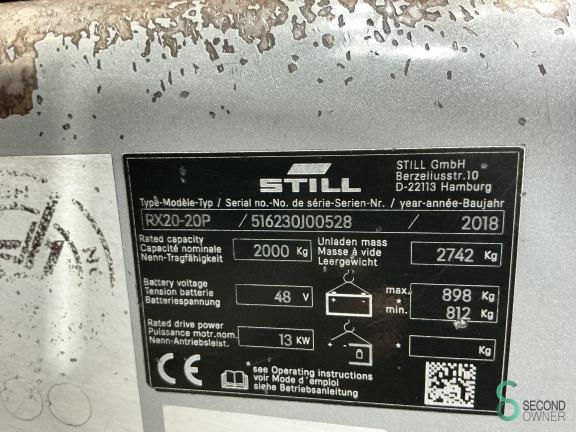 STILL
STILL GmbH
Berzeliusstr.10
D-22113 Hamburg
Type-Modèle-Typ / Serial no.-No. de série-Serien-Nr. / year-année-Baujahr
RX20-20P / 516230J00528 / 2018
Rated capacity
Capacité nominale
Nenn-Tragfähigkeit
2000 Kg
Unladen mass
Masse à vide
Leergewicht
2742 Kg
Battery voltage
Tension batterie
Batteriespannung
48 V
max. 898 Kg
*
min. 812 Kg
Rated drive power
Puissance motr.nom.
Nenn-Antriebsleist.
13 KW
* Kg
CE
*see Operating instructions
voir Mode d'emploi
siehe Betriebsanleitung
SECOND
OWNER